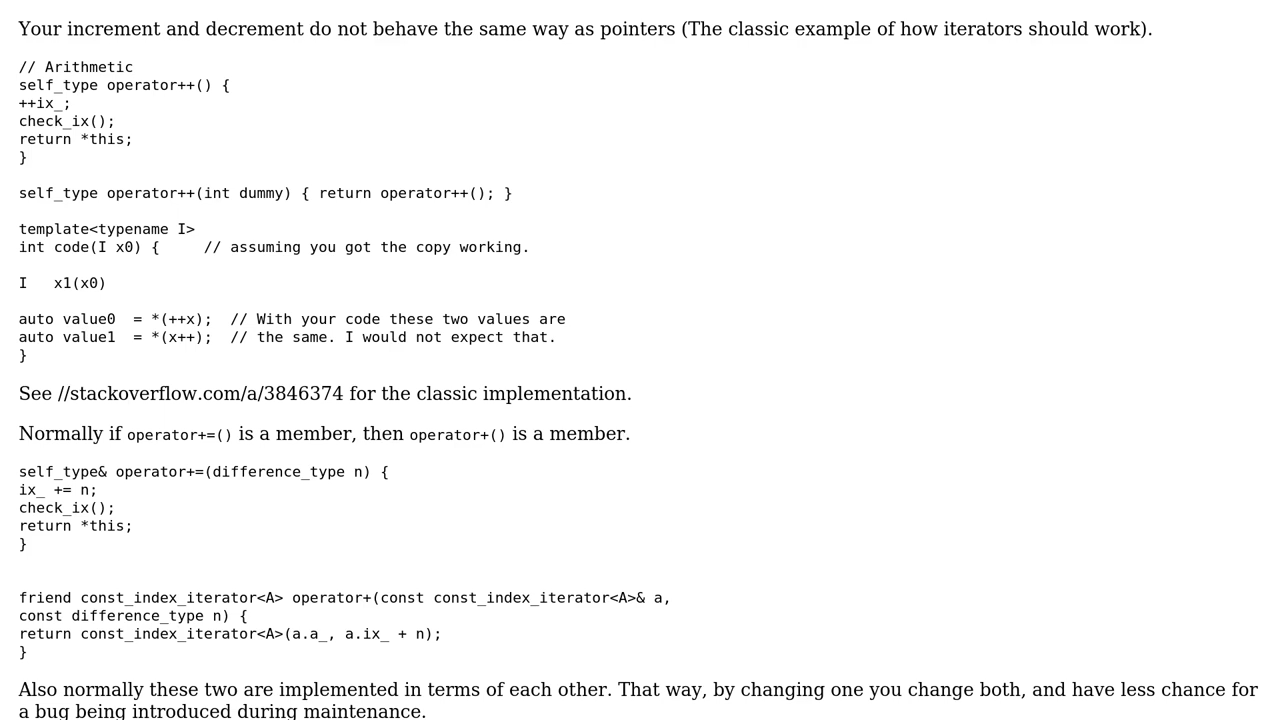 Your increment and decrement do not behave the same way as pointers (The classic example of how iterators should work).
// Arithmetic
self_type operator++() {
++ix_;
check_ix();
return *this;
}
self_type operator++(int dummy) { return operator++(); }
template<typename I>
int code(I x0) {     // assuming you got the copy working.
I   x1(x0)
auto value0  = *(++x);  // With your code these two values are
auto value1  = *(x++);  // the same. I would not expect that.
}
See //stackoverflow.com/a/3846374 for the classic implementation.
Normally if operator+=() is a member, then operator+() is a member.
self_type& operator+=(difference_type n) {
ix_ += n;
check_ix();
return *this;
}
friend const_index_iterator<A> operator+(const const_index_iterator<A>& a,
const difference_type n) {
return const_index_iterator<A>(a.a_, a.ix_ + n);
}
Also normally these two are implemented in terms of each other. That way, by changing one you change both, and have less chance for
a bug being introduced during maintenance.